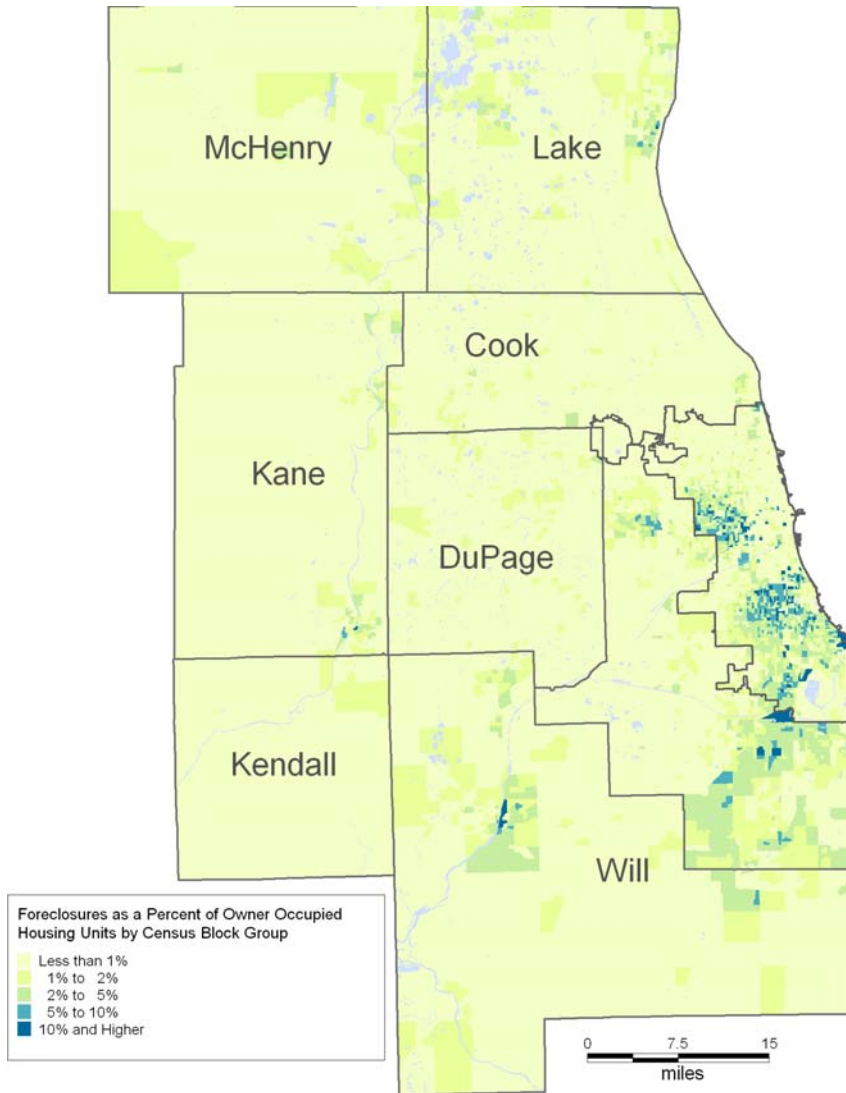 McHenry
Lake
Cook
Kane
DuPage
Kendall
Will
Foreclosures as a Percent of Owner Occupied
Housing Units by Census Block Group
Less than 1%
1% to 2%
2% to 5%
5% to 10%
10% and Higher
0 7.5 15
miles